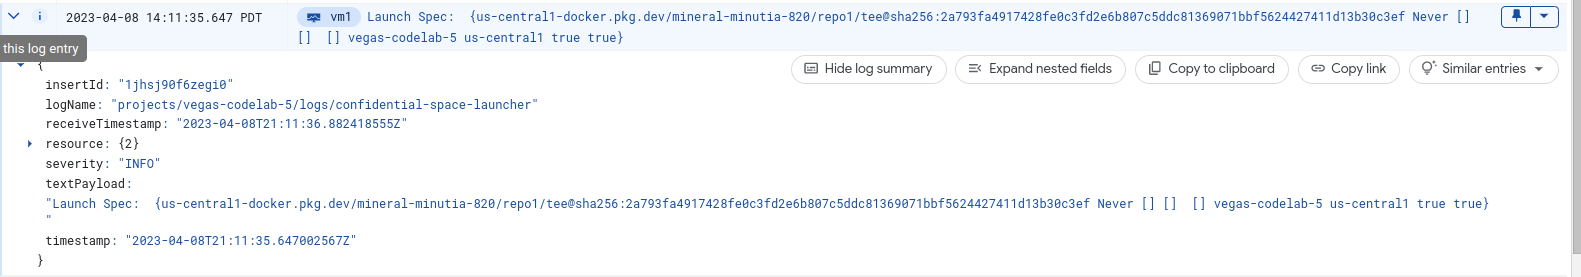 2023-04-08 14:11:35.647 PDT vm1 Launch Spec: {us-central1-docker.pkg.dev/mineral-minutia-820/repo1/tee@sha256:2a793fa4917428fe0c3fd2e6b807c5ddc81369071bbf5624427411d13b30c3ef Never []
[] [] vegas-codelab-5 us-central1 true true}
this log entry
{
Hide log summary Expand nested fields Copy to clipboard Copy link Similar entries
insertId: "1jhsj90f6zegi0"
logName: "projects/vegas-codelab-5/logs/confidential-space-launcher"
receiveTimestamp: "2023-04-08T21:11:36.882418555Z"
resource: {2}
severity: "INFO"
textPayload:
"Launch Spec: {us-central1-docker.pkg.dev/mineral-minutia-820/repo1/tee@sha256:2a793fa4917428fe0c3fd2e6b807c5ddc81369071bbf5624427411d13b30c3ef Never [] [] [] vegas-codelab-5 us-central1 true true}
"
timestamp: "2023-04-08T21:11:35.647002567Z"
}